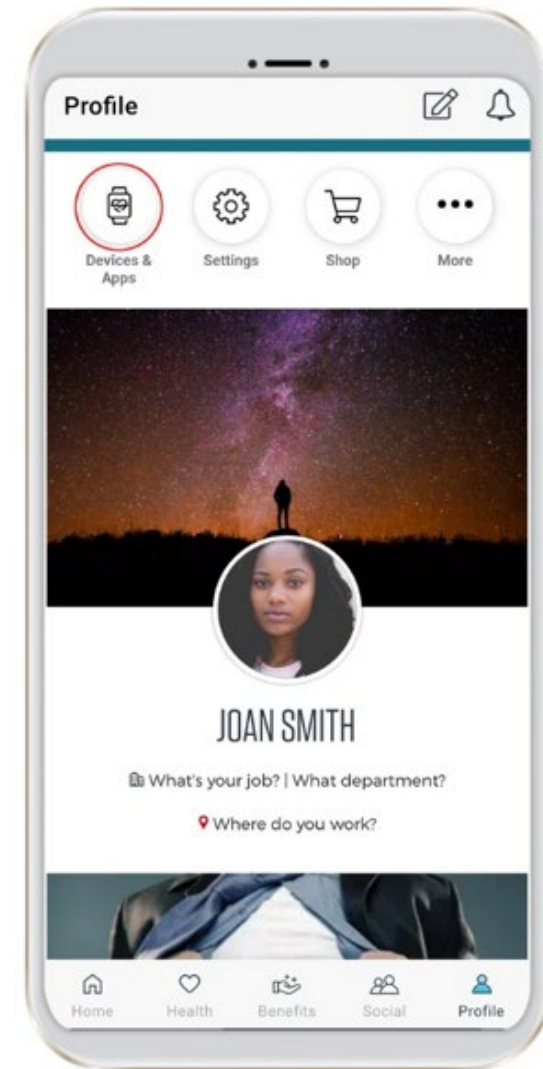 Profile
Devices &
Apps
Settings
Shop
More
JOAN SMITH
What's your job? | What department?
Where do you work?
Home
Health
Benefits
Social
Profile